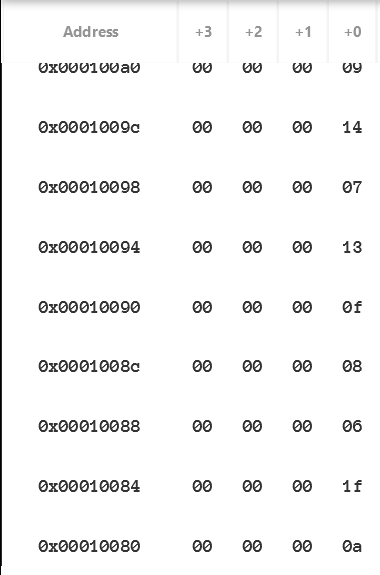 Address +3 +2 +1 +0
0x000100a0 00 00 00 09
0x0001009c 00 00 00 14
0x00010098 00 00 00 07
0x00010094 00 00 00 13
0x00010090 00 00 00 0f
0x0001008c 00 00 00 08
0x00010088 00 00 00 06
0x00010084 00 00 00 1f
0x00010080 00 00 00 0a